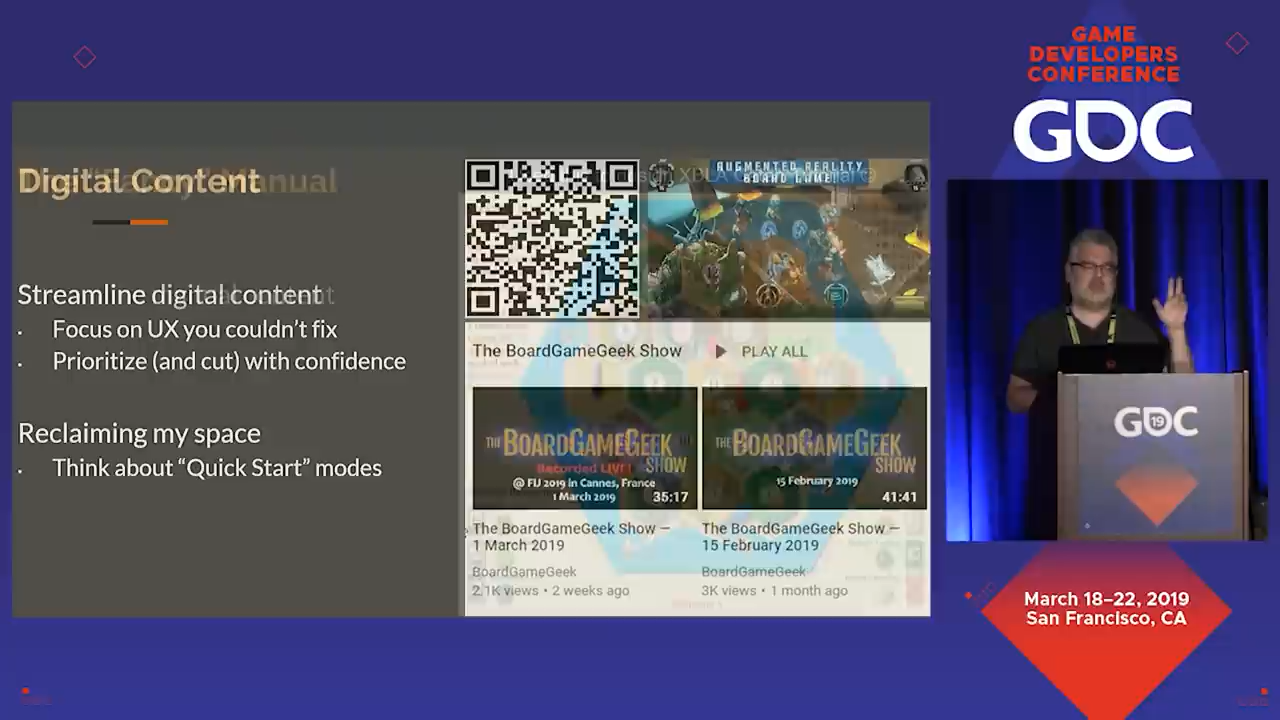 GAME
DEVELOPERS
CONFERENCE
GDC
Digital Content
Manual
Streamline digital content
Focus on UX you couldn't fix
Prioritize (and cut) with confidence
Reclaiming my space
Think about "Quick Start" modes
AUGMENTED REALITY
BOARD GAME!
XBLA
The BoardGameGeek Show
PLAY ALL
THE BOARDGAMEGEEK
SHOW
Recorded LIVE!
@ FIJ 2019 in Cannes, France
1 March 2019
35:17
THE BOARDGAMEGEEK
SHOW
15 February 2019
41:41
The BoardGameGeek Show —
1 March 2019
BoardGameGeek
2.1K views • 2 weeks ago
The BoardGameGeek Show —
15 February 2019
BoardGameGeek
3K views • 1 month ago
GDC
19
March 18–22, 2019
San Francisco, CA